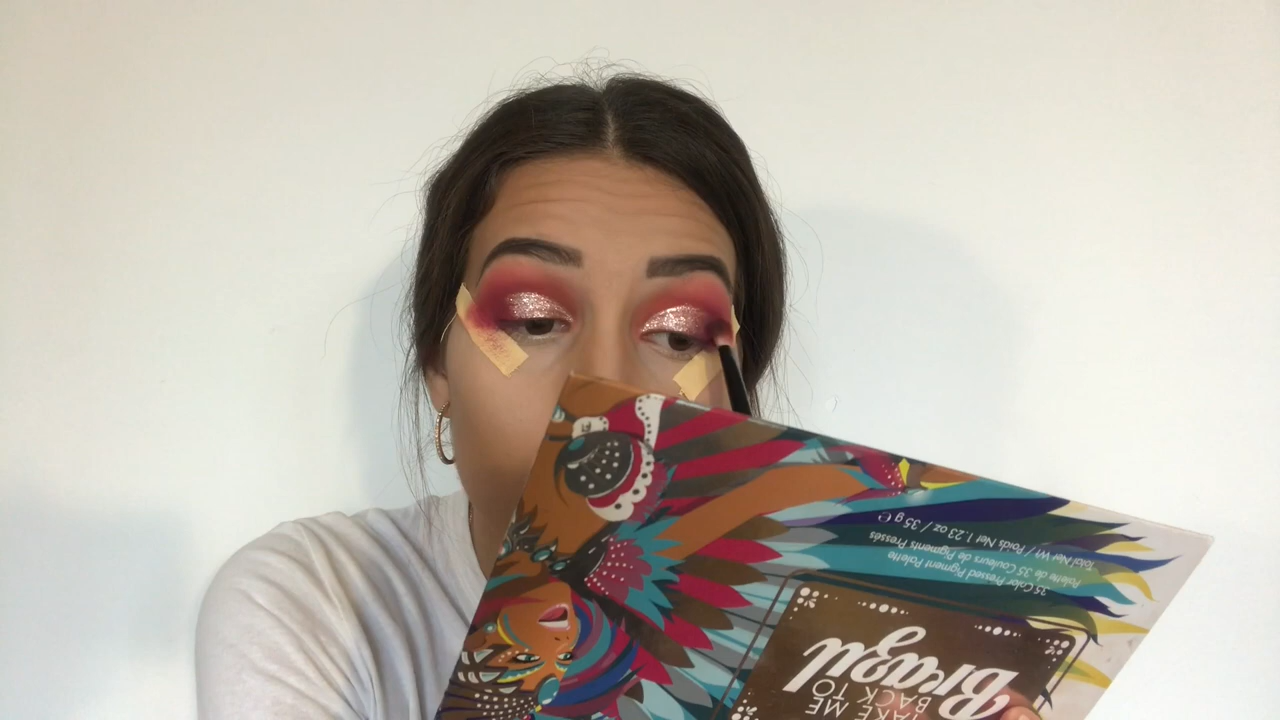 TAKE ME
BACK TO
Brazil
35 Color Pressed Pigment Palette
Palette de 35 Couleurs de Pigments Pressés
Total Net Wt / Poids Net 1.23 oz / 35 g e